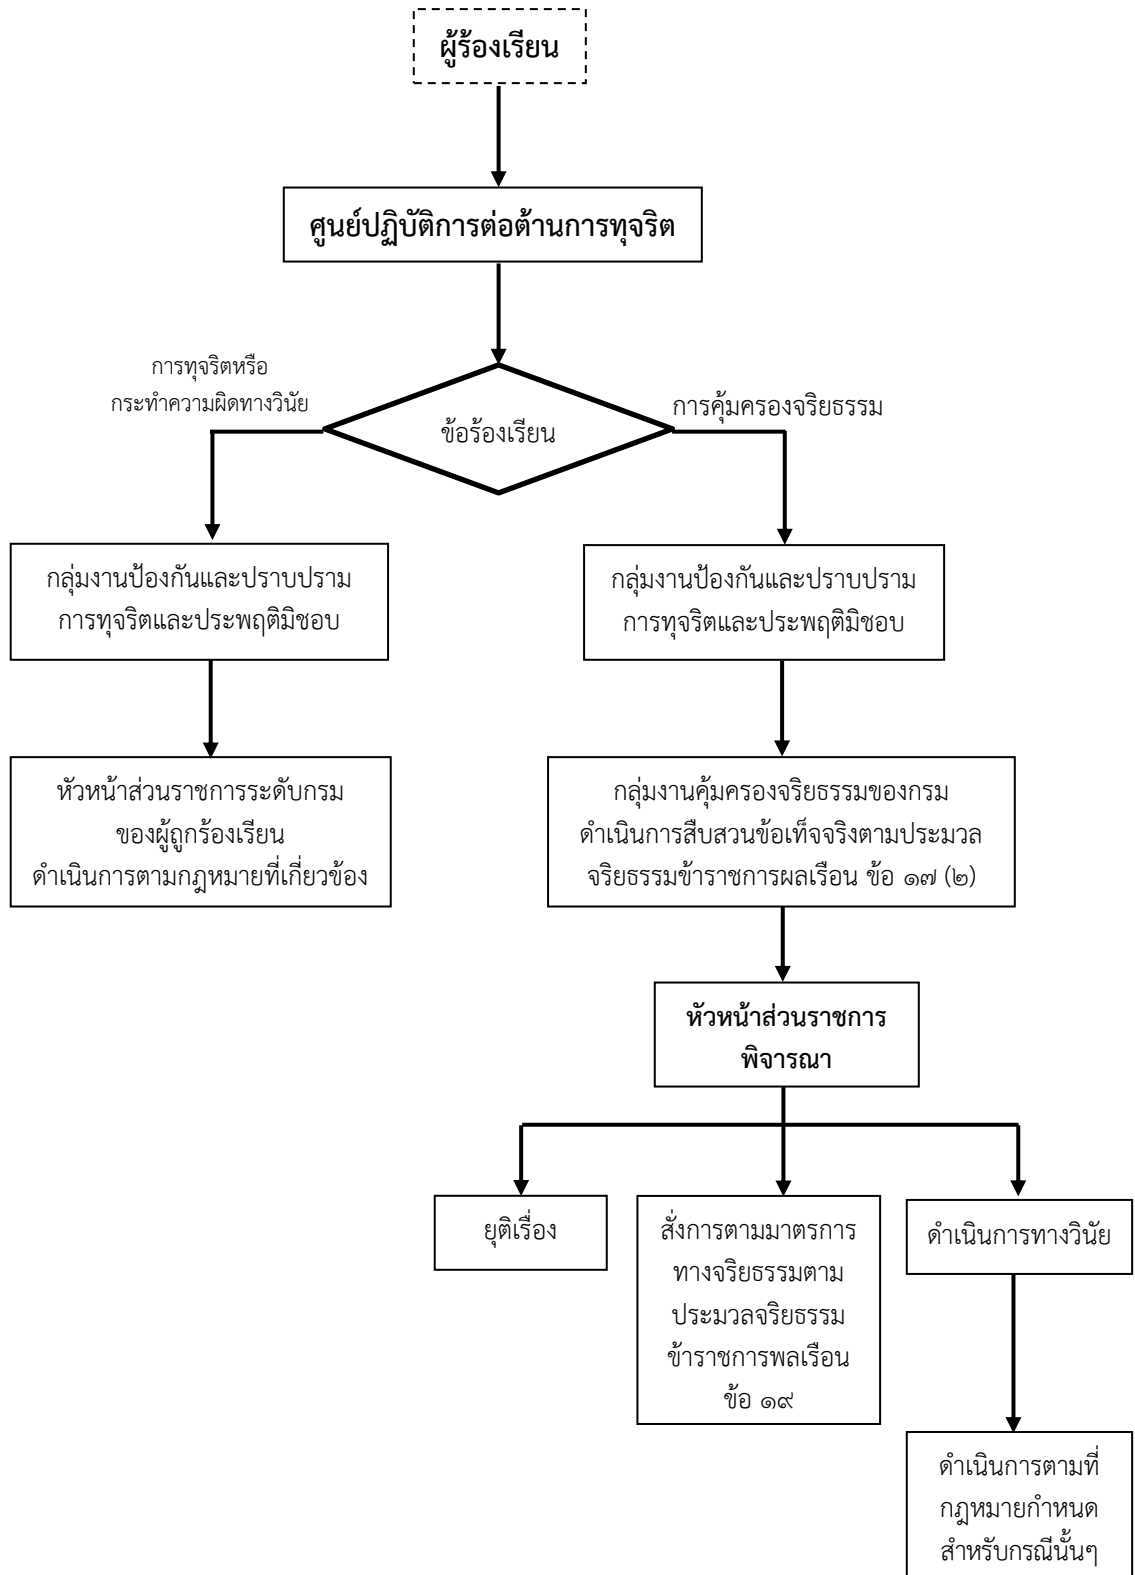 ผู้ร้องเรียน
ศูนย์ปฏิบัติการต่อต้านการทุจริต
การทุจริตหรือ
กระทำความผิดทางวินัย
ข้อร้องเรียน
การคุ้มครองจริยธรรม
กลุ่มงานป้องกันและปราบปราม
การทุจริตและประพฤติมิชอบ
กลุ่มงานป้องกันและปราบปราม
การทุจริตและประพฤติมิชอบ
หัวหน้าส่วนราชการระดับกรม
ของผู้ถูกร้องเรียน
ดำเนินการตามกฎหมายที่เกี่ยวข้อง
กลุ่มงานคุ้มครองจริยธรรมของกรม
ดำเนินการสืบสวนข้อเท็จจริงตามประมวล
จริยธรรมข้าราชการผลเรือน ข้อ ๑๗ (๒)
หัวหน้าส่วนราชการ
พิจารณา
ยุติเรื่อง
สั่งการตามมาตรการ
ทางจริยธรรมตาม
ประมวลจริยธรรม
ข้าราชการพลเรือน
ข้อ ๑๙
ดำเนินการทางวินัย
ดำเนินการตามที่
กฎหมายกำหนด
สำหรับกรณีนั้นๆ